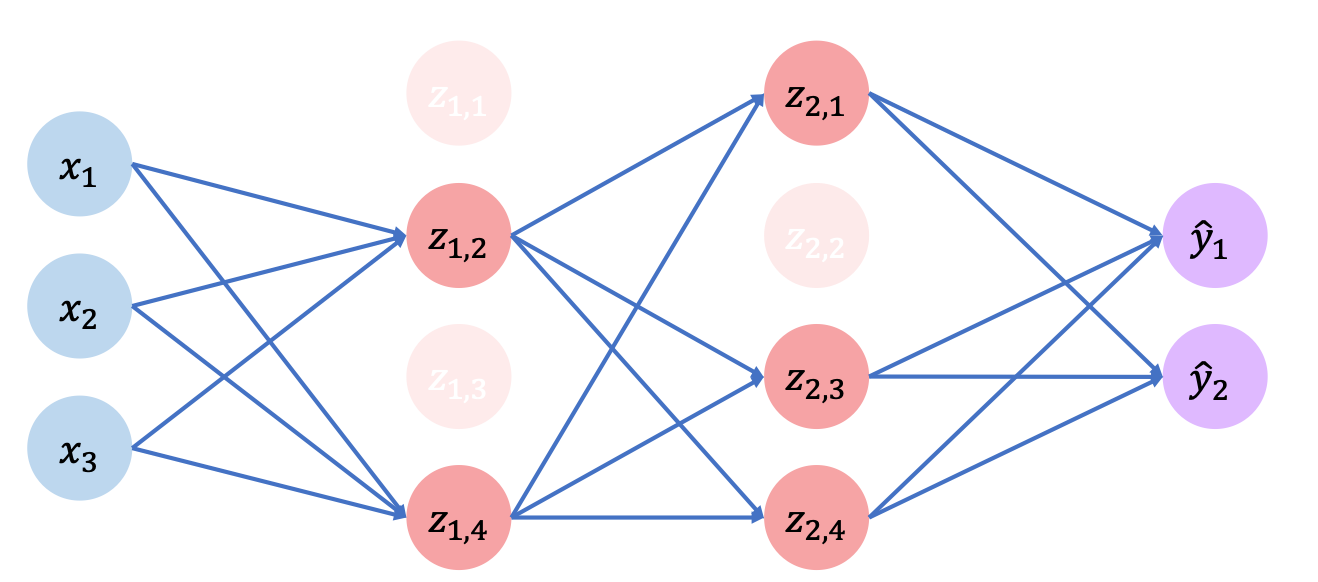 x₁
x₂
x₃
z₁,₁
z₁,₂
z₁,₃
z₁,₄
z₂,₁
z₂,₂
z₂,₃
z₂,₄
ŷ₁
ŷ₂